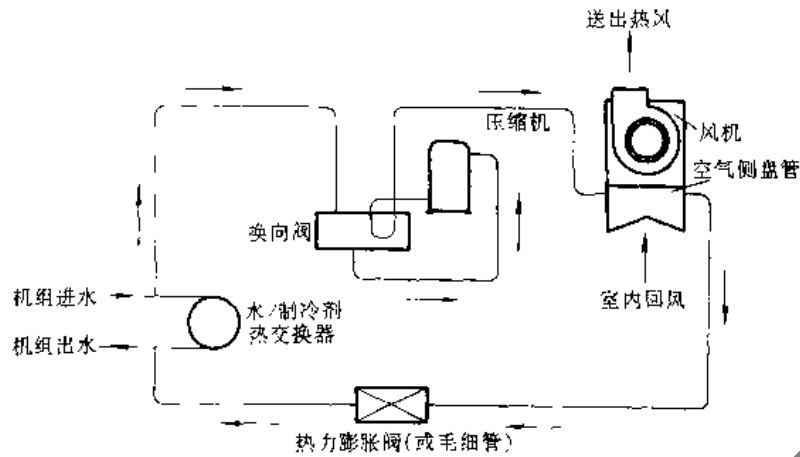 送出热风
压缩机
风机
空气侧盘管
换向阀
机组进水
水/制冷剂
热交换器
室内回风
机组出水
热力膨胀阀(或毛细管)